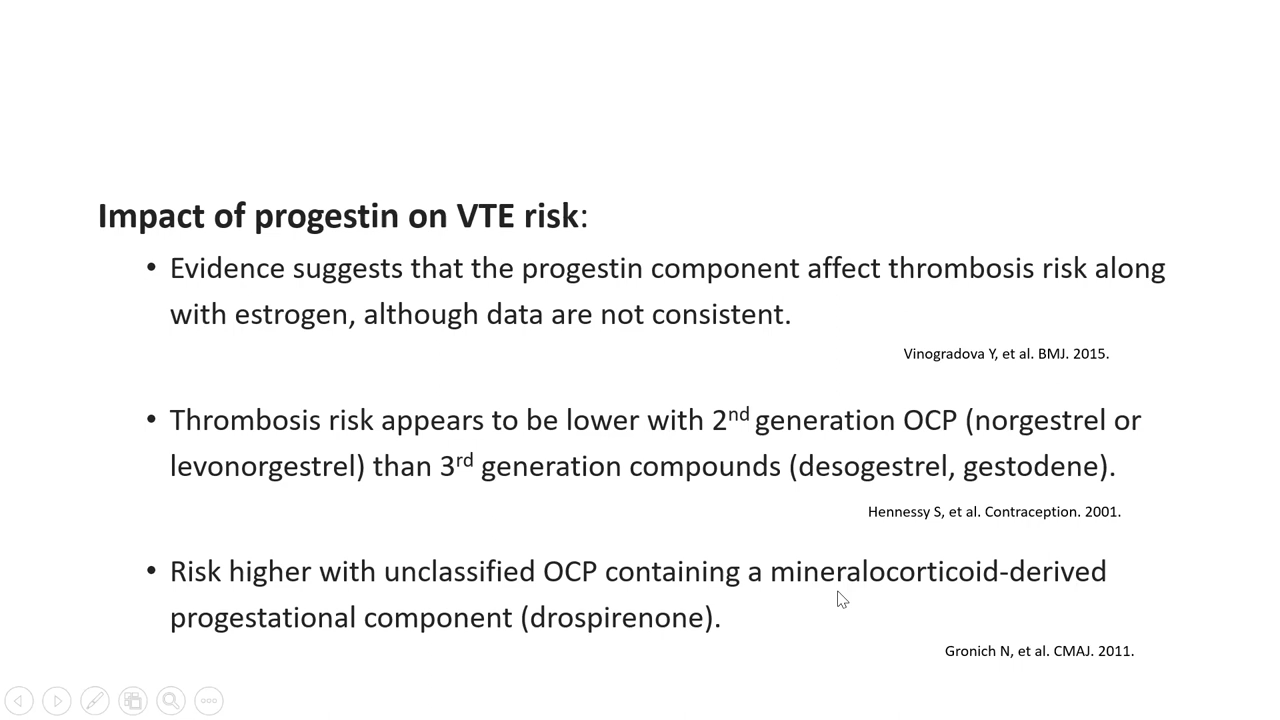 Impact of progestin on VTE risk:
• Evidence suggests that the progestin component affect thrombosis risk along
with estrogen, although data are not consistent.
Vinogradova Y, et al. BMJ. 2015.
• Thrombosis risk appears to be lower with 2nd generation OCP (norgestrel or
levonorgestrel) than 3rd generation compounds (desogestrel, gestodene).
Hennessy S, et al. Contraception. 2001.
• Risk higher with unclassified OCP containing a mineralocorticoid-derived
progestational component (drospirenone).
Gronich N, et al. CMAJ. 2011.